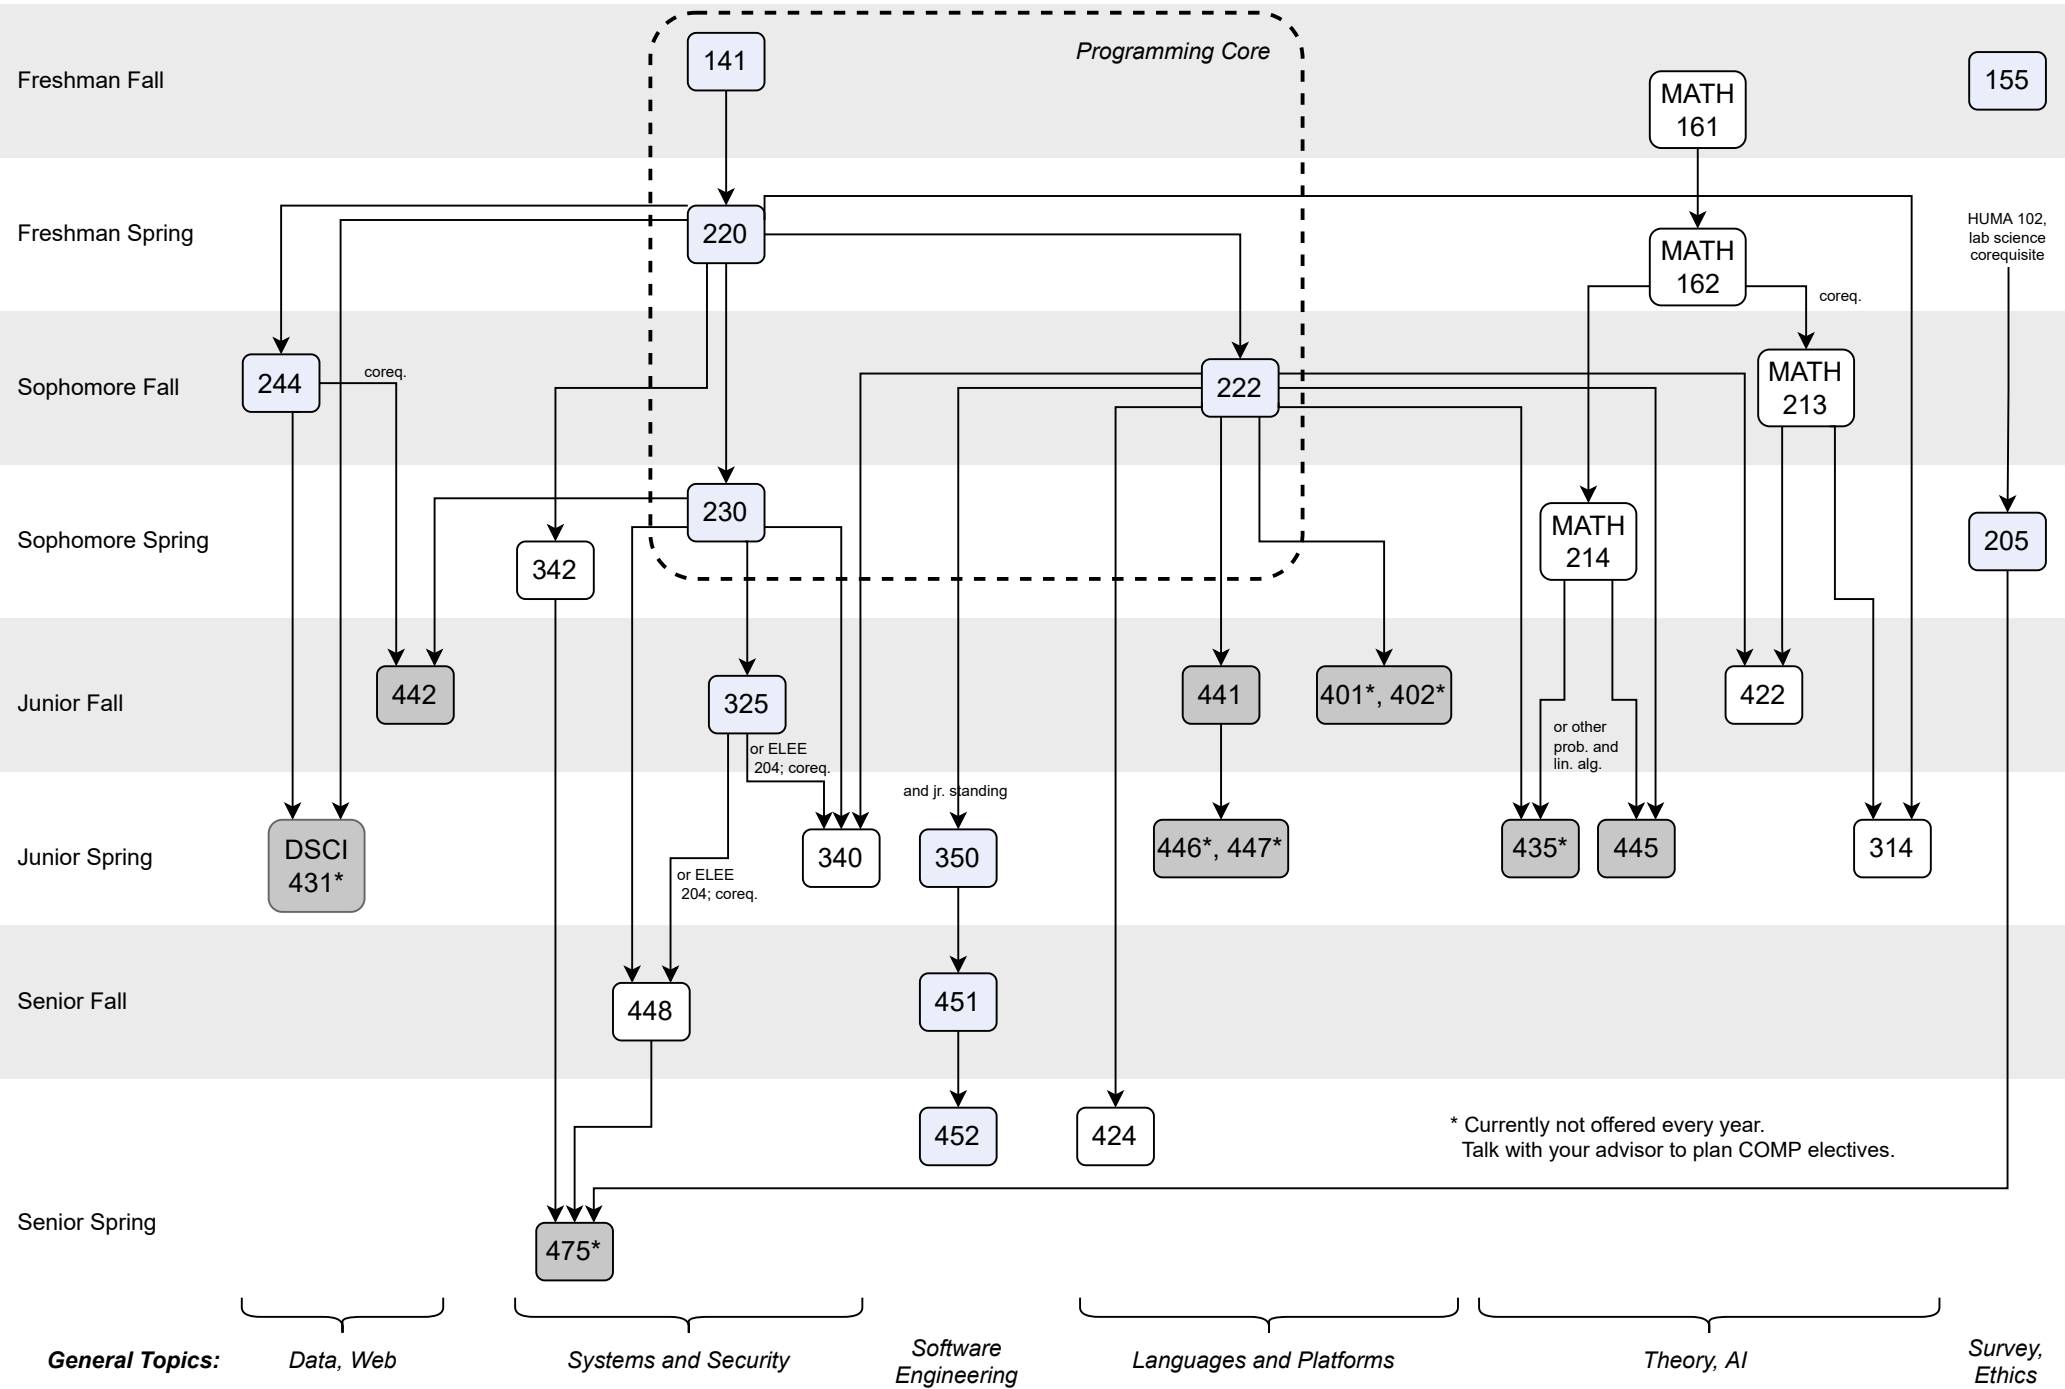 Freshman Fall
141
Programming Core
MATH
161
155
Freshman Spring
220
MATH
162
HUMA 102,
lab science
corequisite
coreq.
Sophomore Fall
244
coreq.
222
MATH
213
Sophomore Spring
230
342
MATH
214
205
Junior Fall
442
325
441
401*, 402*
422
or ELEE
204; coreq.
or other
prob. and
lin. alg.
and jr. standing
Junior Spring
DSCI
431*
340
350
446*, 447*
435*
445
314
or ELEE
204; coreq.
Senior Fall
448
451
452
424
* Currently not offered every year.
Talk with your advisor to plan COMP electives.
Senior Spring
475*
General Topics:
Data, Web
Systems and Security
Software
Engineering
Languages and Platforms
Theory, AI
Survey,
Ethics